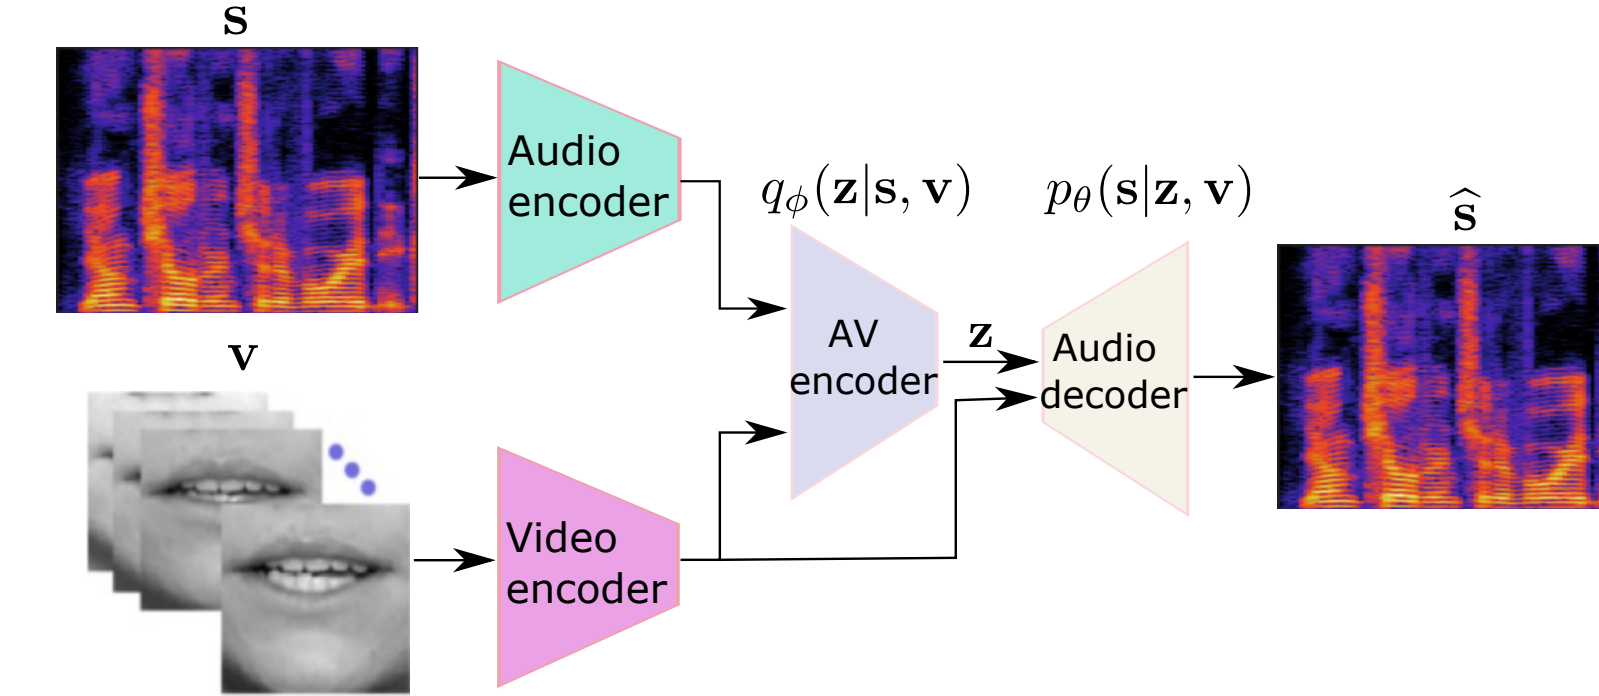 s
Audio
encoder
q_ϕ(z|s, v)
p_θ(s|z, v)
ŝ
v
AV
encoder
z
Audio
decoder
Video
encoder